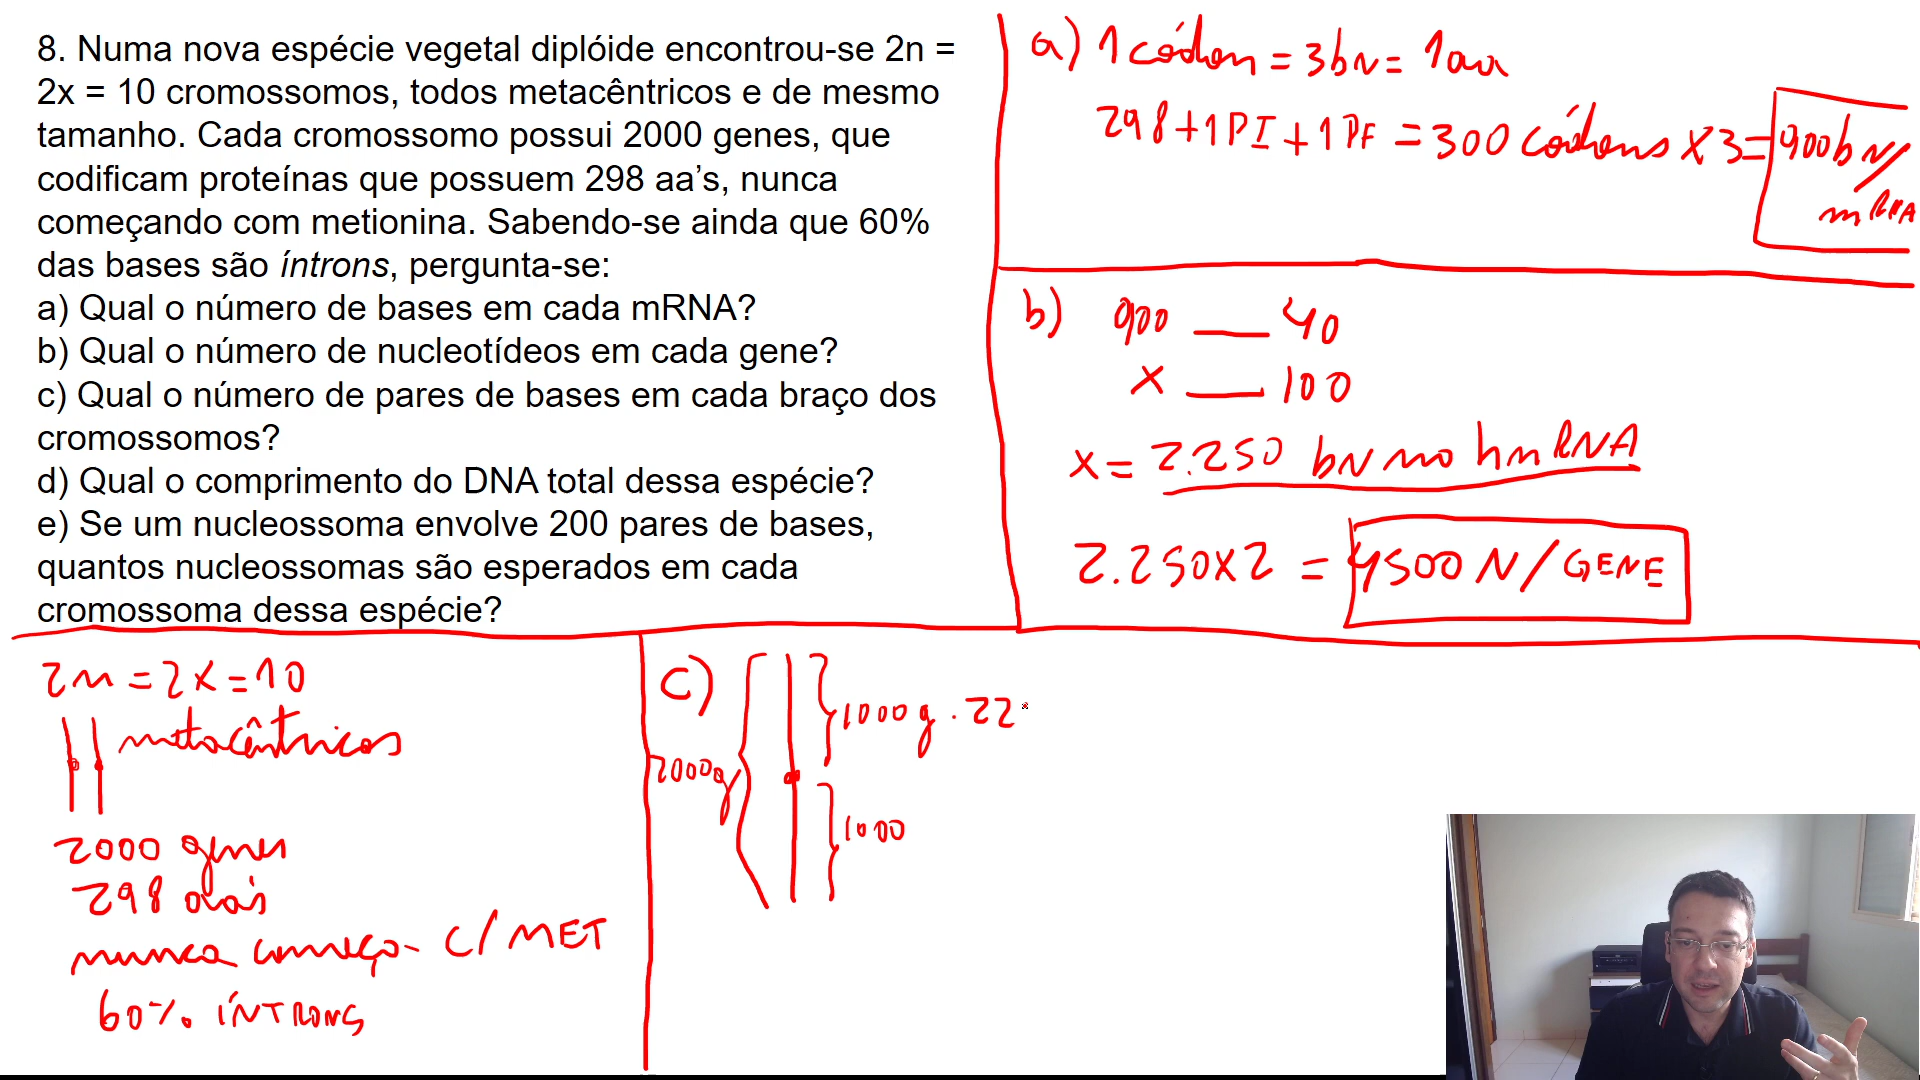 8. Numa nova espécie vegetal diplóide encontrou-se 2n =
2x = 10 cromossomos, todos metacêntricos e de mesmo
tamanho. Cada cromossomo possui 2000 genes, que
codificam proteínas que possuem 298 aa’s, nunca
começando com metionina. Sabendo-se ainda que 60%
das bases são íntrons, pergunta-se:
a) Qual o número de bases em cada mRNA?
b) Qual o número de nucleotídeos em cada gene?
c) Qual o número de pares de bases em cada braço dos
cromossomos?
d) Qual o comprimento do DNA total dessa espécie?
e) Se um nucleossoma envolve 200 pares de bases,
quantos nucleossomas são esperados em cada
cromossoma dessa espécie?
a) 1 códon = 3bN = 1aa
298 + 1PI + 1PF = 300 códons x 3 = 900bN/
mRNA
b) 900 — 40
x — 100
x = 2.250 bN no hnRNA
2.250x2 = 4500 N/GENE
2n = 2x = 10
metacêntricos
2000 genes
298 aa's
nunca começa C/ MET
60% ÍNTRONS
c)
2000g
1000g . 22
1000